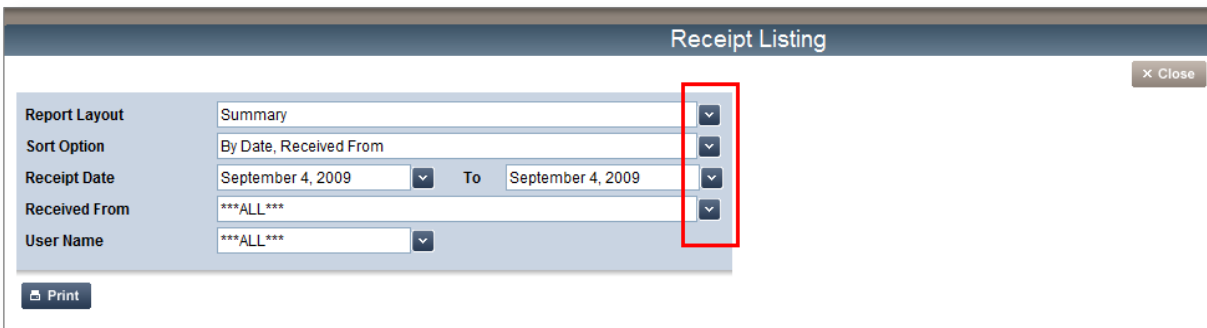 Receipt Listing
× Close
Report Layout Summary
Sort Option By Date, Received From
Receipt Date September 4, 2009 To September 4, 2009
Received From ***ALL***
User Name ***ALL***
Print